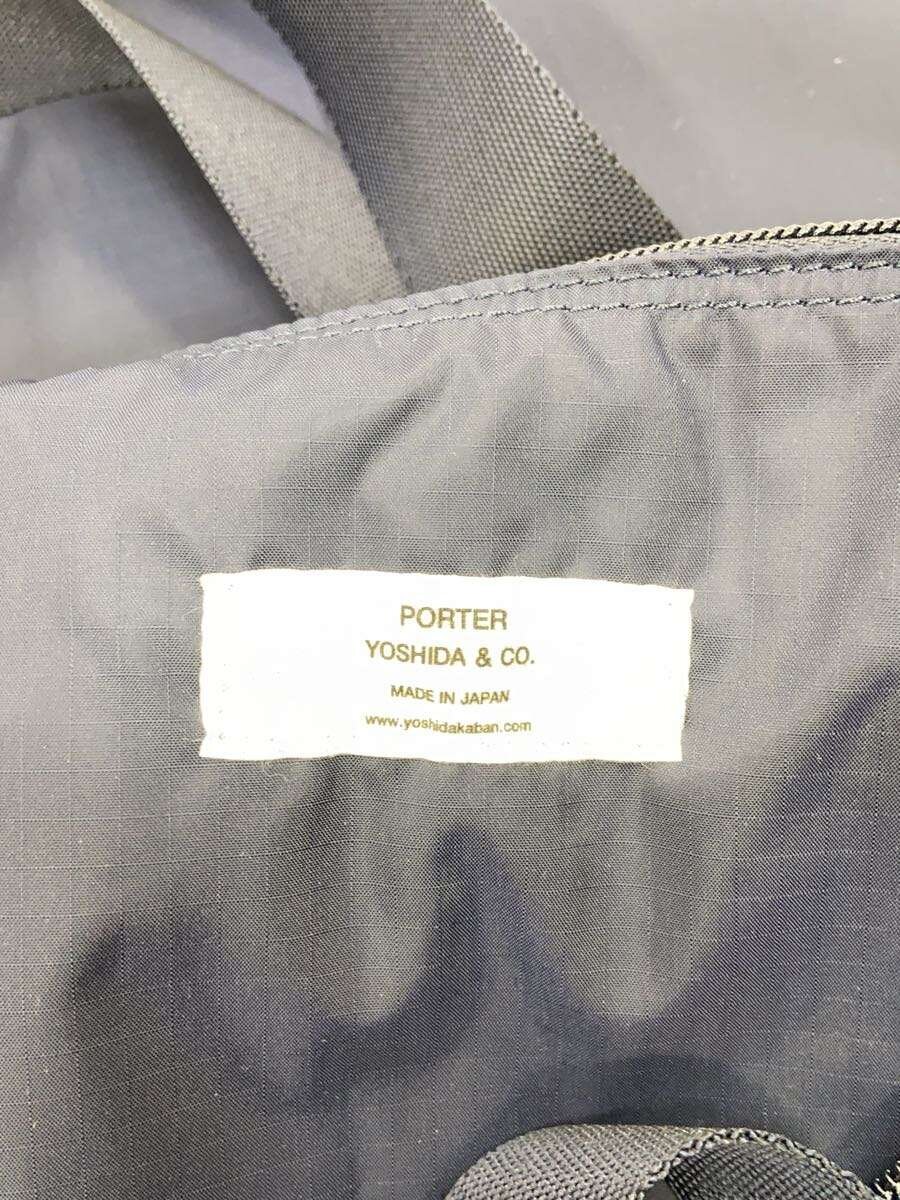 PORTER
YOSHIDA & CO.
MADE IN JAPAN
www.yoshidakaban.com